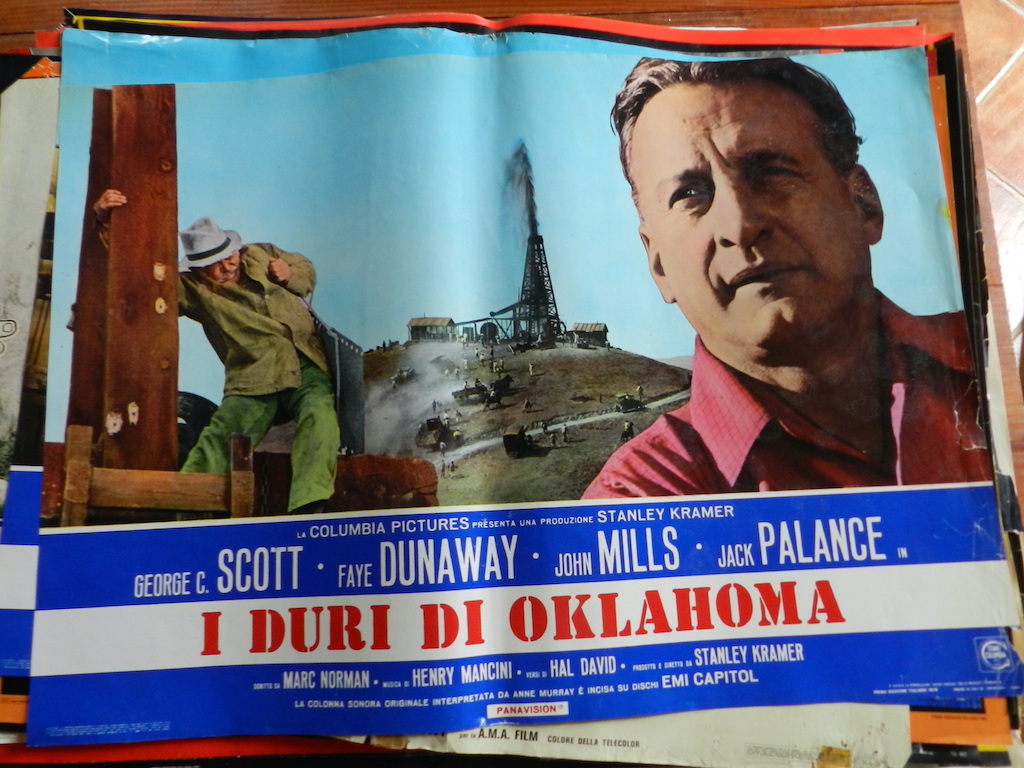 LA COLUMBIA PICTURES PRESENTA UNA PRODUZIONE STANLEY KRAMER
GEORGE C. SCOTT · FAYE DUNAWAY · JOHN MILLS · JACK PALANCE IN
I DURI DI OKLAHOMA
SCRITTO DA MARC NORMAN · MUSICA DI HENRY MANCINI · VERSI DI HAL DAVID · PRODOTTO E DIRETTO DA STANLEY KRAMER
LA COLONNA SONORA ORIGINALE INTERPRETATA DA ANNE MURRAY È INCISA SU DISCHI EMI CAPITOL
PANAVISION®
per la A.M.A. FILM COLORE DELLA TELECOLOR